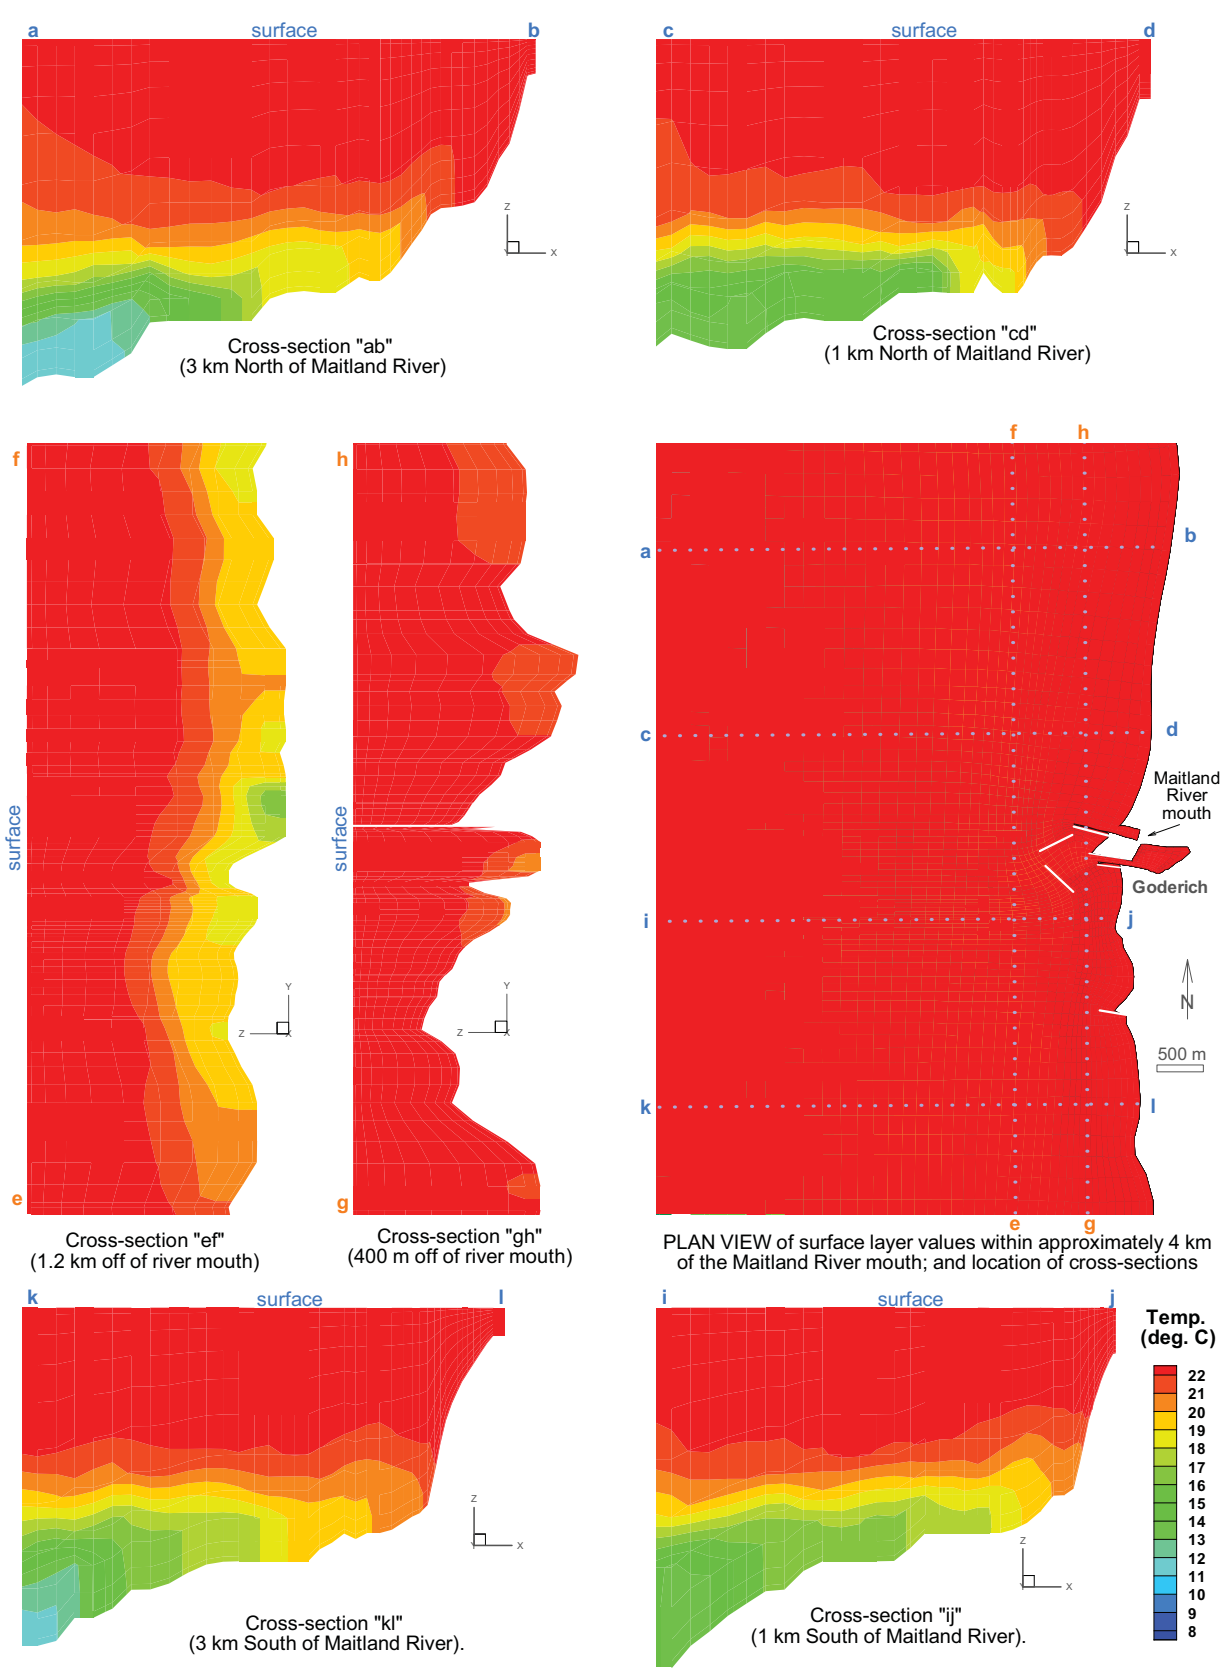 a surface b
c surface d
Z
X
Y
Z
X
Y
Cross-section "ab"
(3 km North of Maitland River)
Cross-section "cd"
(1 km North of Maitland River)
f
h
f h
a
b
c
d
Maitland
River
mouth
Goderich
i
j
N
500 m
k
l
e g
surface
surface
Y
Z
X
Y
Z
X
e
g
Cross-section "ef"
(1.2 km off of river mouth)
Cross-section "gh"
(400 m off of river mouth)
PLAN VIEW of surface layer values within approximately 4 km
of the Maitland River mouth; and location of cross-sections
k surface l
i surface j
Z
X
Y
Z
X
Y
Cross-section "kl"
(3 km South of Maitland River).
Cross-section "ij"
(1 km South of Maitland River).
Temp.
(deg. C)
22
21
20
19
18
17
16
15
14
13
12
11
10
9
8